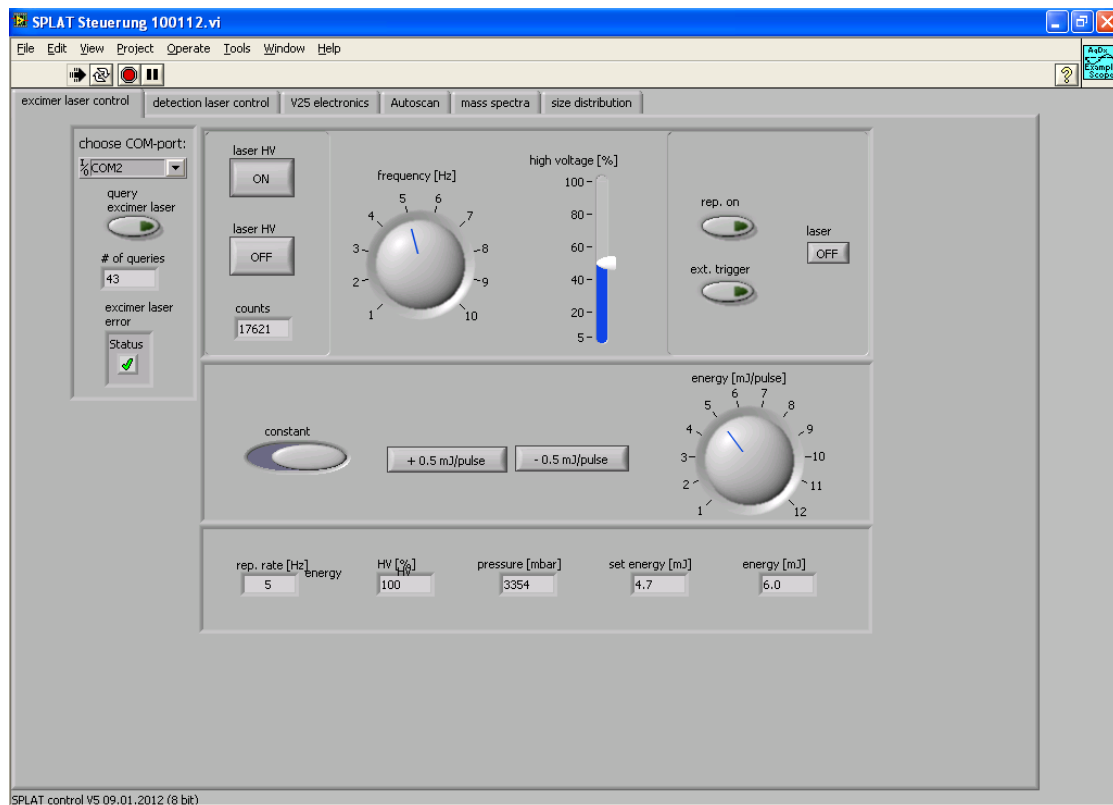 SPLAT Steuerung 100112.vi
File Edit View Project Operate Tools Window Help
AqDx
Example
Scope
excimer laser control
detection laser control
V25 electronics
Autoscan
mass spectra
size distribution
choose COM-port:
COM2
query
excimer laser
# of queries
43
excimer laser
error
Status
laser HV
ON
laser HV
OFF
counts
17621
frequency [Hz]
1
2
3
4
5
6
7
8
9
10
high voltage [%]
100
80
60
40
20
5
rep. on
ext. trigger
laser
OFF
constant
+ 0.5 mJ/pulse
- 0.5 mJ/pulse
energy [mJ/pulse]
1
2
3
4
5
6
7
8
9
10
11
12
rep. rate [Hz]
5
energy
HV [%]
HV
100
pressure [mbar]
3354
set energy [mJ]
4.7
energy [mJ]
6.0
SPLAT control V5 09.01.2012 (8 bit)